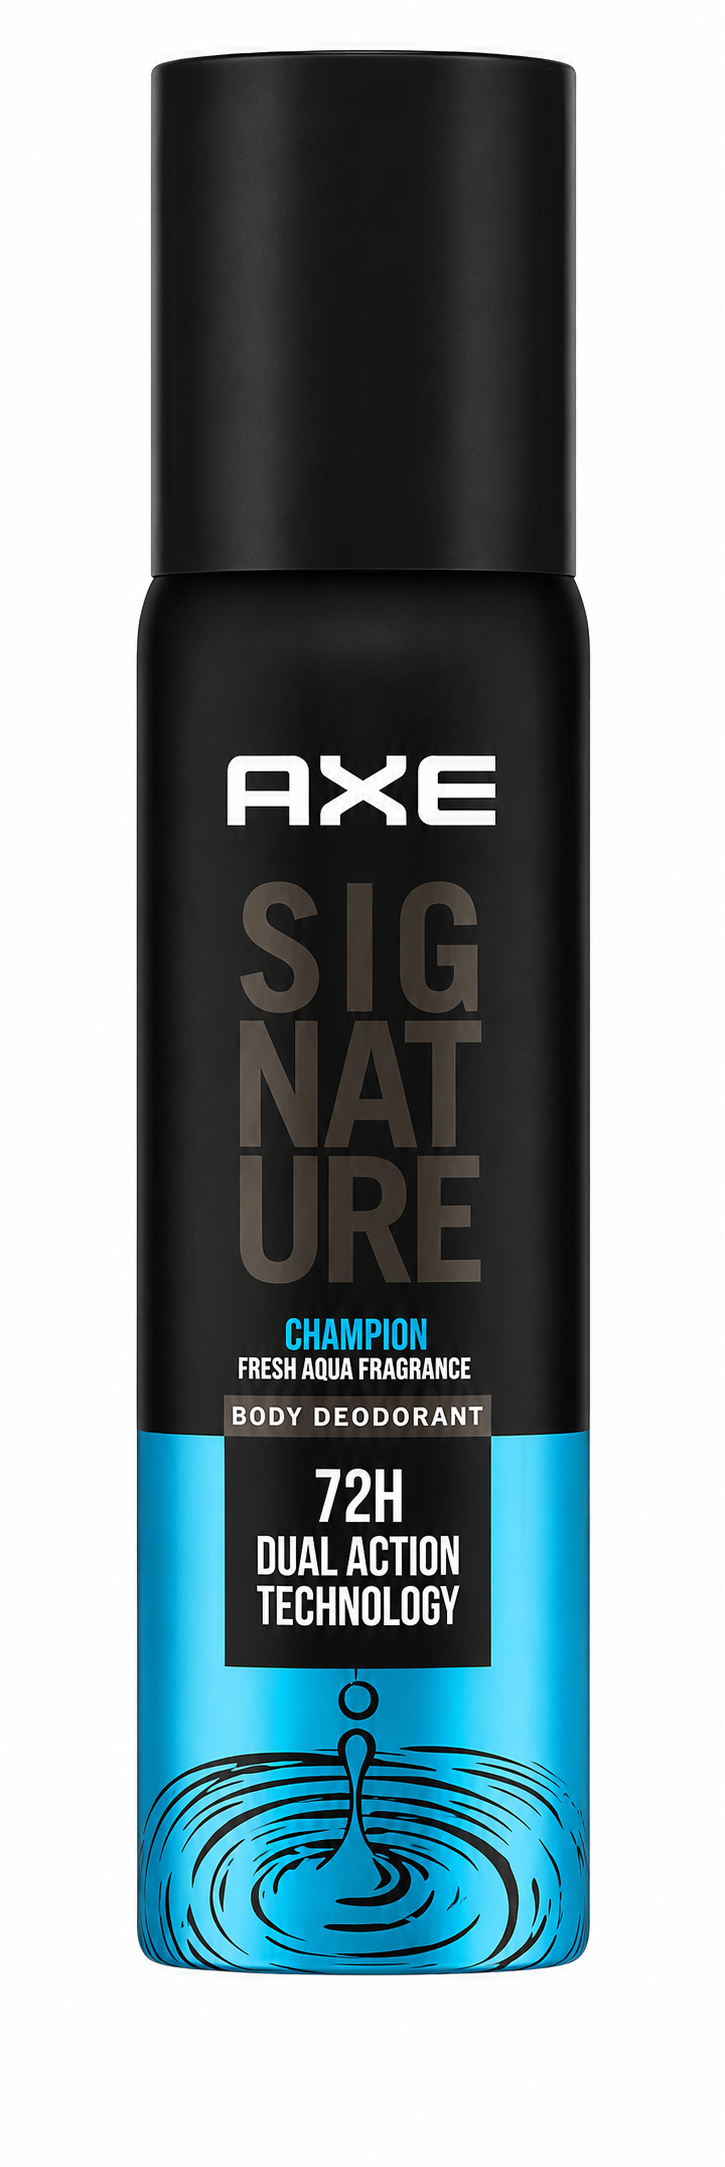 AXE
SIG
NAT
URE
CHAMPION
FRESH AQUA FRAGRANCE
BODY DEODORANT
72H
DUAL ACTION
TECHNOLOGY